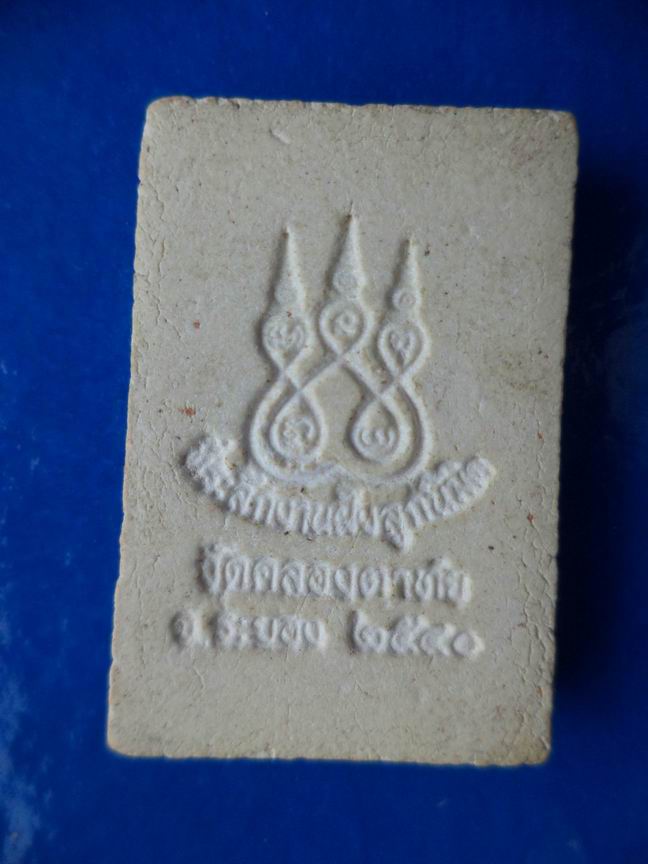 ที่ระลึกงานฝังลูกนิมิต
วัดคลอง
จ.ระยอง ๒๕๔๐